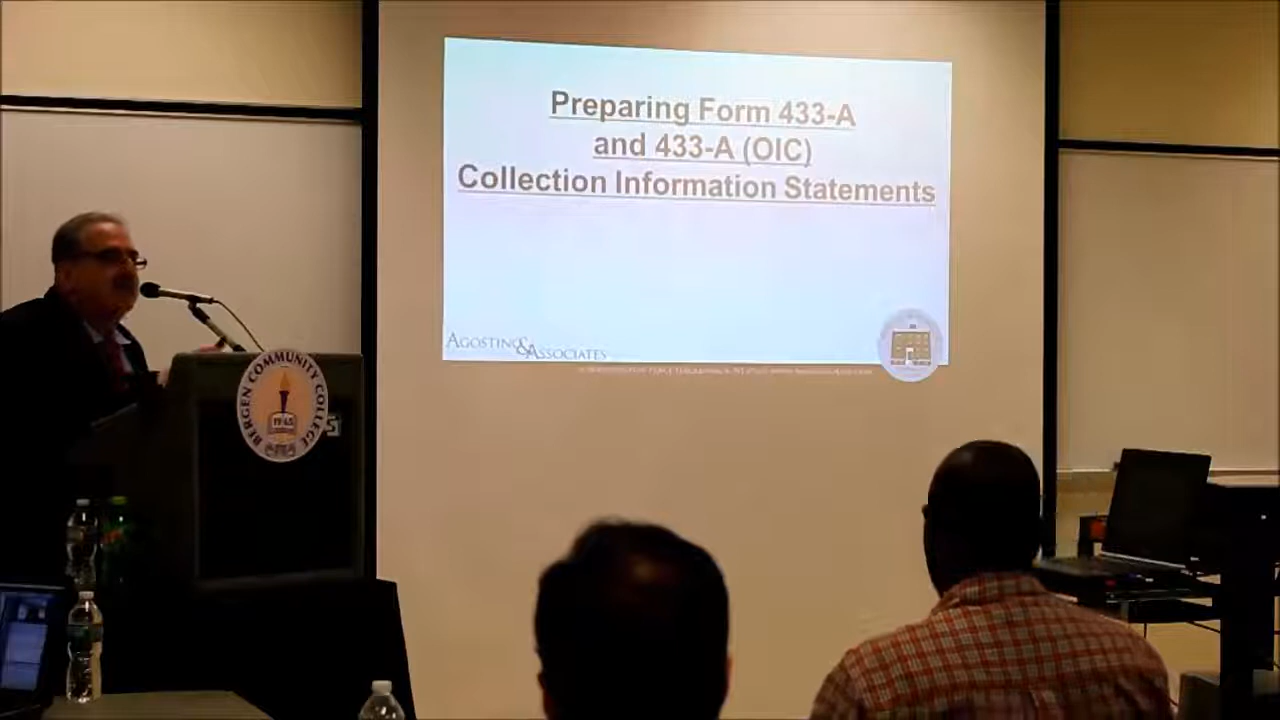 Preparing Form 433-A
and 433-A (OIC)
Collection Information Statements
AGOSTINO & ASSOCIATES
BERGEN COMMUNITY COLLEGE